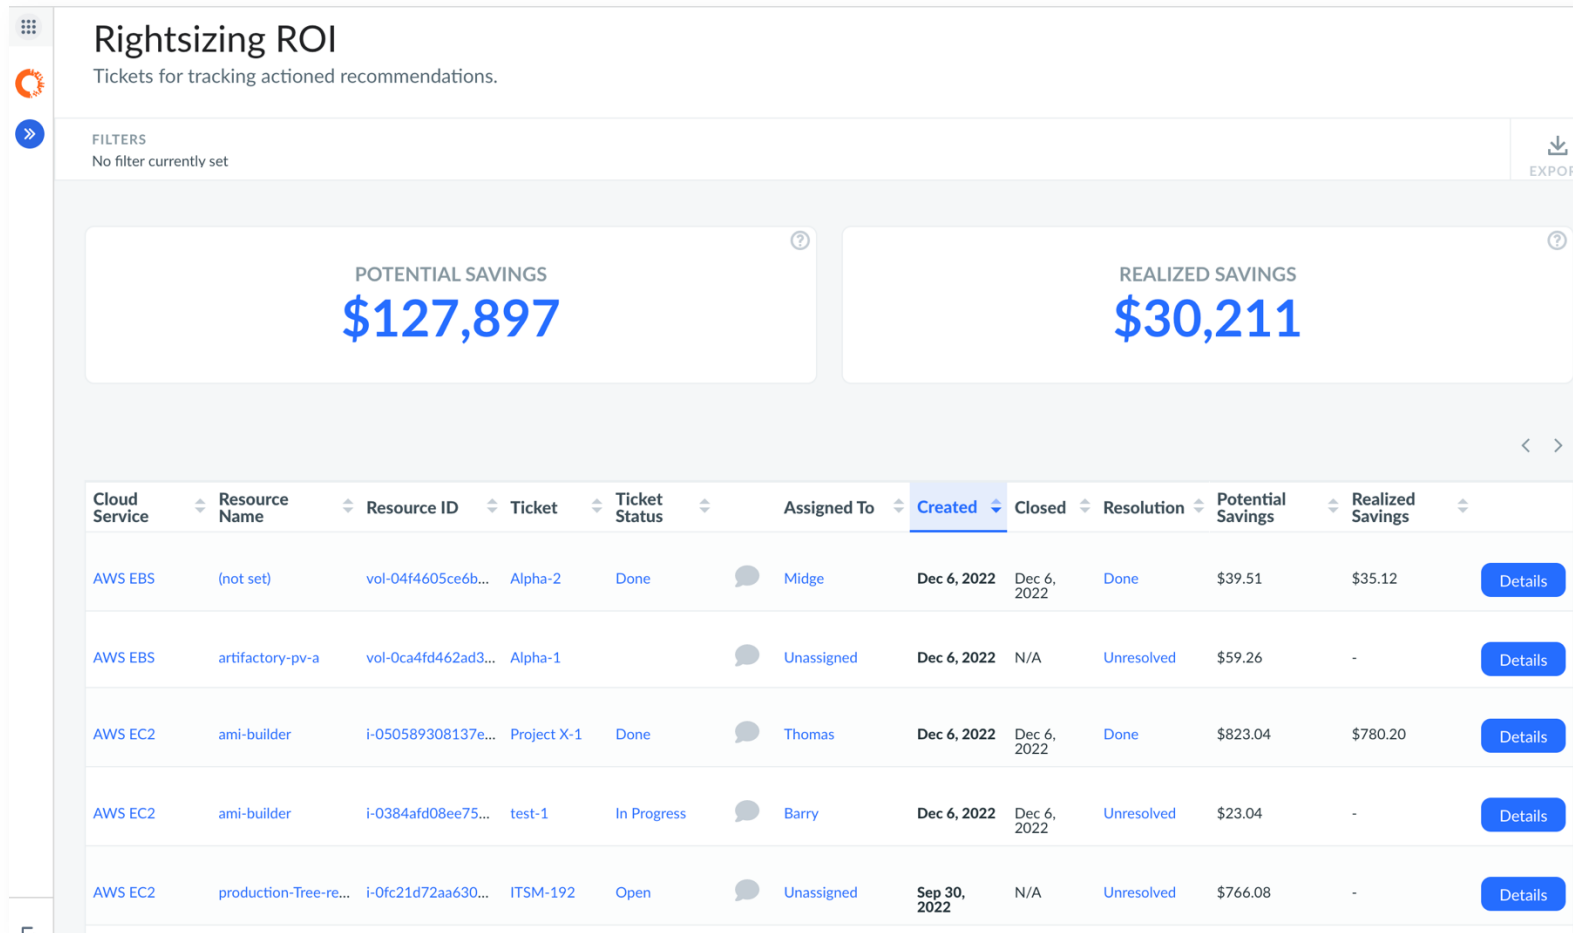 Rightsizing ROI
Tickets for tracking actioned recommendations.
FILTERS
No filter currently set
EXPOR
POTENTIAL SAVINGS
$127,897
REALIZED SAVINGS
$30,211
Cloud Service Resource Name Resource ID Ticket Ticket Status Assigned To Created Closed Resolution Potential Savings Realized Savings
AWS EBS (not set) vol-04f4605ce6b... Alpha-2 Done Midge Dec 6, 2022 Dec 6, 2022 Done $39.51 $35.12 Details
AWS EBS artifactory-pv-a vol-0ca4fd462ad3... Alpha-1 Unassigned Dec 6, 2022 N/A Unresolved $59.26 - Details
AWS EC2 ami-builder i-050589308137e... Project X-1 Done Thomas Dec 6, 2022 Dec 6, 2022 Done $823.04 $780.20 Details
AWS EC2 ami-builder i-0384afd08ee75... test-1 In Progress Barry Dec 6, 2022 Dec 6, 2022 Unresolved $23.04 - Details
AWS EC2 production-Tree-re... i-0fc21d72aa630... ITSM-192 Open Unassigned Sep 30, 2022 N/A Unresolved $766.08 - Details